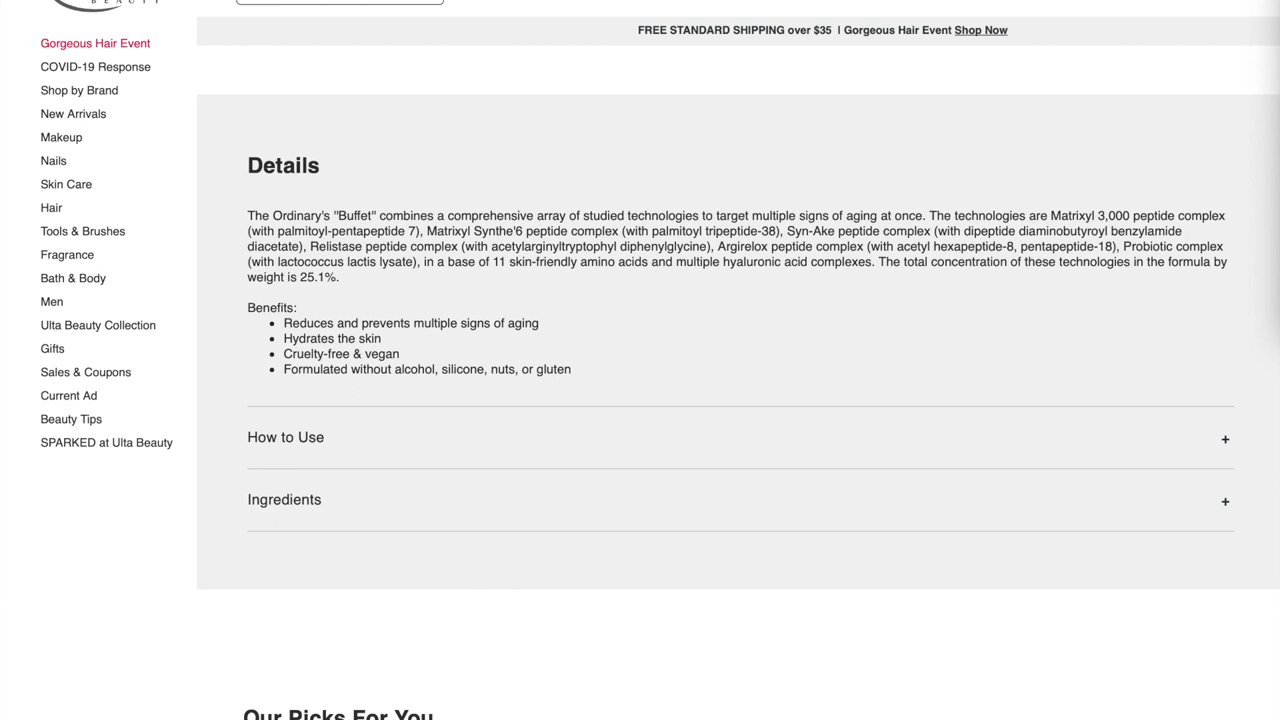 BEAUTY
FREE STANDARD SHIPPING over $35 | Gorgeous Hair Event Shop Now
Gorgeous Hair Event
COVID-19 Response
Shop by Brand
New Arrivals
Makeup
Nails
Skin Care
Hair
Tools & Brushes
Fragrance
Bath & Body
Men
Ulta Beauty Collection
Gifts
Sales & Coupons
Current Ad
Beauty Tips
SPARKED at Ulta Beauty
Details
The Ordinary's "Buffet" combines a comprehensive array of studied technologies to target multiple signs of aging at once. The technologies are Matrixyl 3,000 peptide complex
(with palmitoyl-pentapeptide 7), Matrixyl Synthe'6 peptide complex (with palmitoyl tripeptide-38), Syn-Ake peptide complex (with dipeptide diaminobutyroyl benzylamide
diacetate), Relistase peptide complex (with acetylarginyltryptophyl diphenylglycine), Argirelox peptide complex (with acetyl hexapeptide-8, pentapeptide-18), Probiotic complex
(with lactococcus lactis lysate), in a base of 11 skin-friendly amino acids and multiple hyaluronic acid complexes. The total concentration of these technologies in the formula by
weight is 25.1%.
Benefits:
• Reduces and prevents multiple signs of aging
• Hydrates the skin
• Cruelty-free & vegan
• Formulated without alcohol, silicone, nuts, or gluten
How to Use +
Ingredients +
Our Picks For You